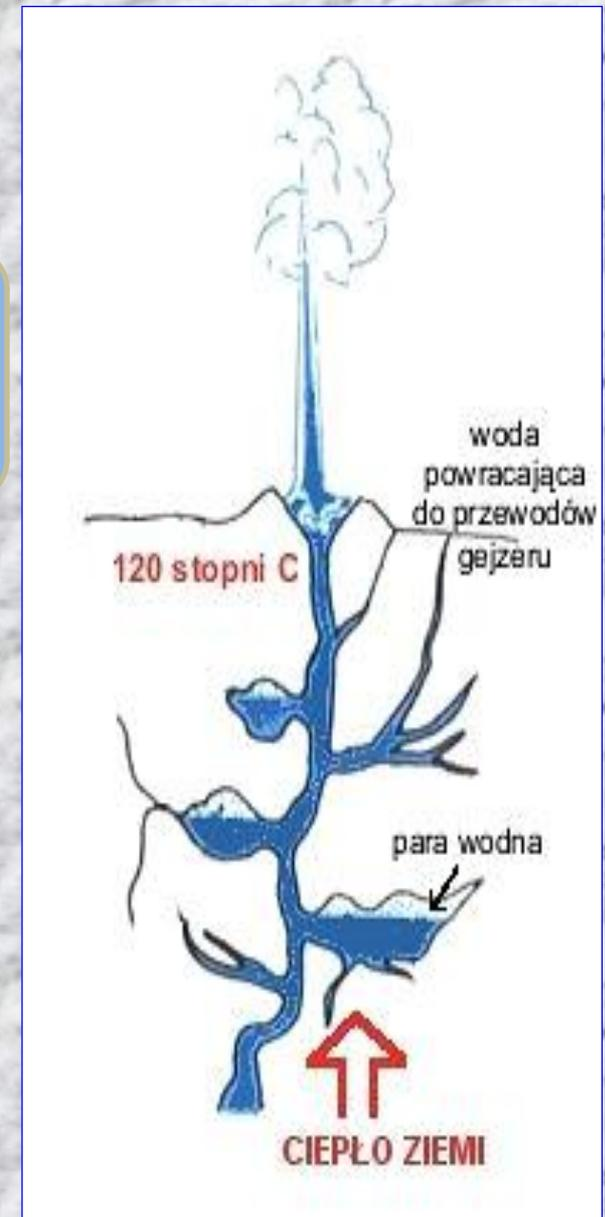 woda
powracająca
do przewodów
gejzeru
120 stopni C
para wodna
CIEPŁO ZIEMI